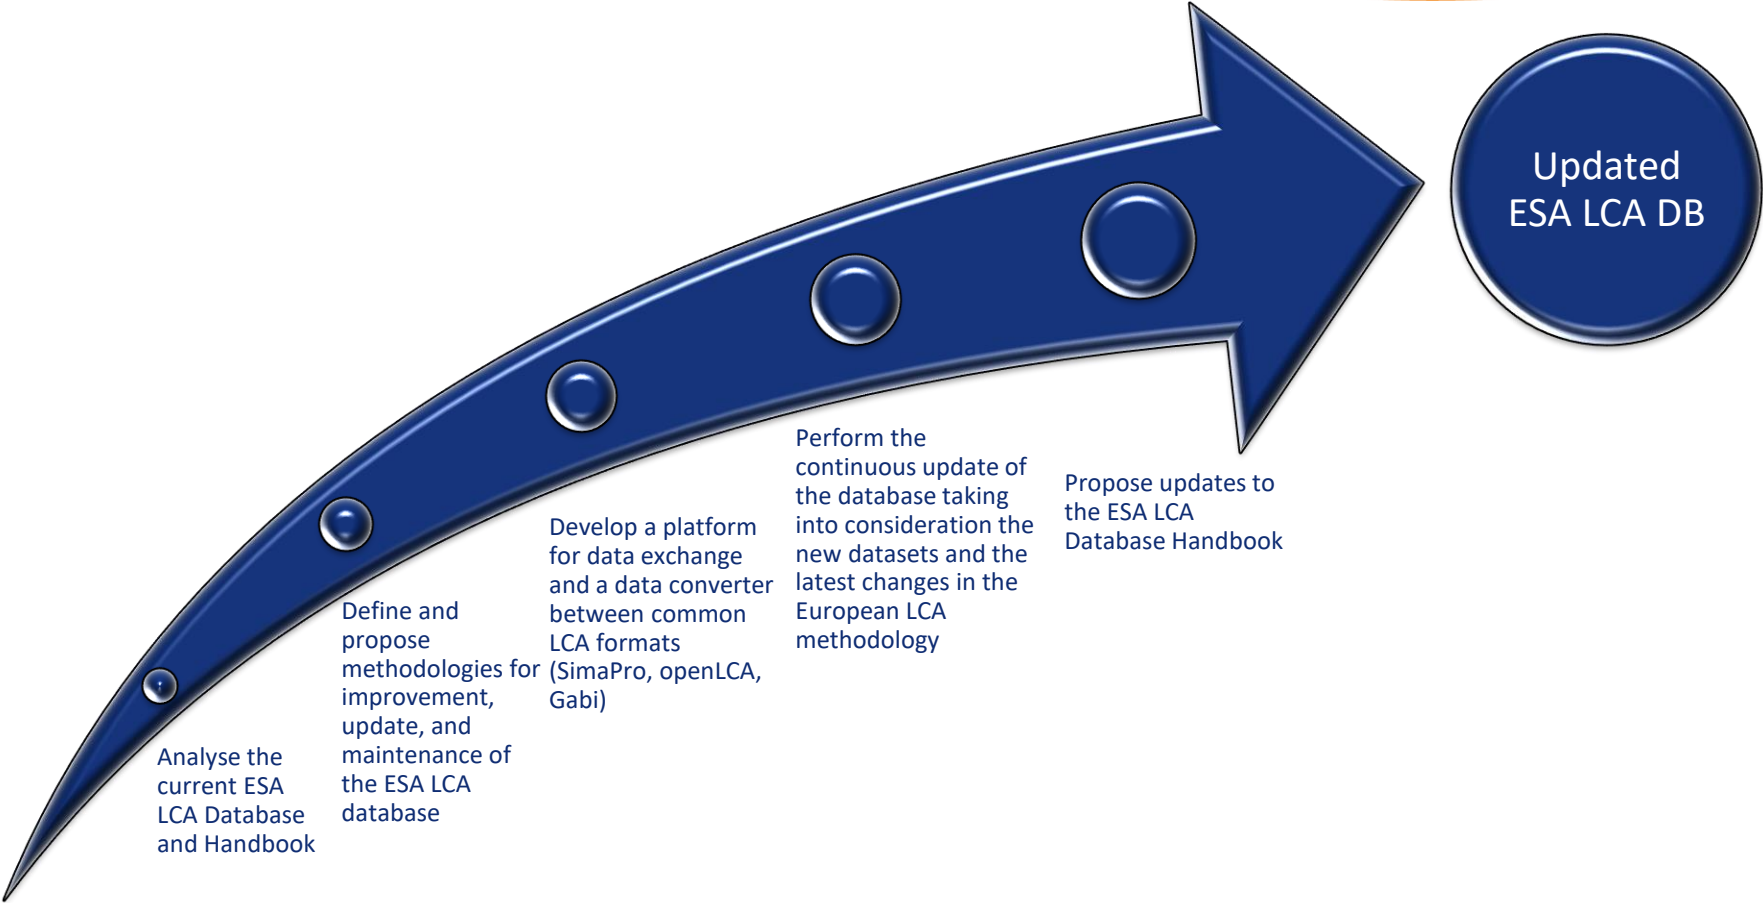 Updated
ESA LCA DB
Analyse the
current ESA
LCA Database
and Handbook
Define and
propose
methodologies for
improvement,
update, and
maintenance of
the ESA LCA
database
Develop a platform
for data exchange
and a data converter
between common
LCA formats
(SimaPro, openLCA,
Gabi)
Perform the
continuous update of
the database taking
into consideration the
new datasets and the
latest changes in the
European LCA
methodology
Propose updates to
the ESA LCA
Database Handbook